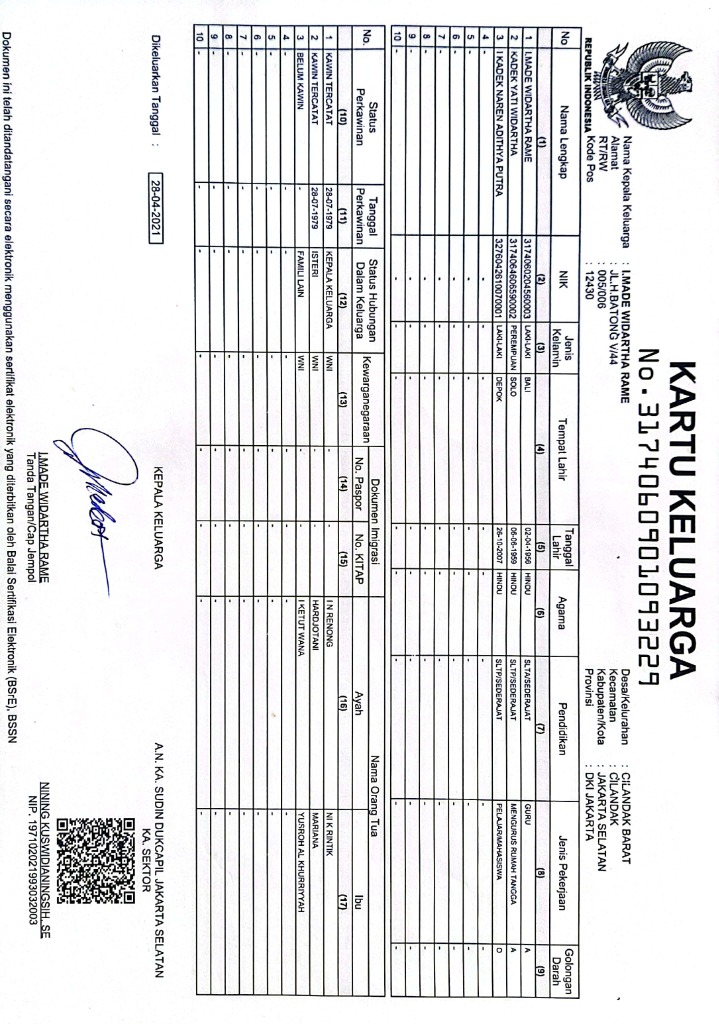 KARTU KELUARGA
No. 3174060901093229
REPUBLIK INDONESIA
Nama Kepala Keluarga : I.MADE WIDARTHA RAME
Alamat : JL.H.BATONG V/44
RT/RW : 005/006
Kode Pos : 12430
Desa/Kelurahan : CILANDAK BARAT
Kecamatan : CILANDAK
Kabupaten/Kota : JAKARTA SELATAN
Provinsi : DKI JAKARTA
No Nama Lengkap NIK Jenis Kelamin Tempat Lahir Tanggal Lahir Agama Pendidikan Jenis Pekerjaan Golongan Darah
(1) (2) (3) (4) (5) (6) (7) (8) (9)
1 I.MADE WIDARTHA RAME 3174060204560003 LAKI-LAKI BALI 02-04-1956 HINDU SLTA/SEDERAJAT GURU A
2 KADEK YATI WIDARTHA 3174064606590002 PEREMPUAN SOLO 06-06-1959 HINDU SLTP/SEDERAJAT MENGURUS RUMAH TANGGA A
3 I KADEK NAREN ADITHYA PUTRA 3276042610070001 LAKI-LAKI DEPOK 26-10-2007 HINDU SLTP/SEDERAJAT PELAJAR/MAHASISWA O
4 - - - - - - - - -
5 - - - - - - - - -
6 - - - - - - - - -
7 - - - - - - - - -
8 - - - - - - - - -
9 - - - - - - - - -
10 - - - - - - - - -
No. Status Perkawinan Tanggal Perkawinan Status Hubungan Dalam Keluarga Kewarganegaraan Dokumen Imigrasi Nama Orang Tua
No. Paspor No. KITAP Ayah Ibu
(10) (11) (12) (13) (14) (15) (16) (17)
1 KAWIN TERCATAT 28-07-1979 KEPALA KELUARGA WNI - - I N RENONG NI K RINTIK
2 KAWIN TERCATAT 28-07-1979 ISTERI WNI - - HARDJOTANI MARIANA
3 BELUM KAWIN - FAMILI LAIN WNI - - I KETUT WANA YUSROH AL KHURRIYYAH
4 - - - - - - - -
5 - - - - - - - -
6 - - - - - - - -
7 - - - - - - - -
8 - - - - - - - -
9 - - - - - - - -
10 - - - - - - - -
Dikeluarkan Tanggal : 28-04-2021
KEPALA KELUARGA
I.MADE WIDARTHA RAME
Tanda Tangan/Cap Jempol
A.N. KA. SUDIN DUKCAPIL JAKARTA SELATAN
KA. SEKTOR
NINING KUSWIDIANINGSIH, SE
NIP. 197102021993032003
Dokumen ini telah ditandatangani secara elektronik menggunakan sertifikat elektronik yang diterbitkan oleh Balai Sertifikasi Elektronik (BSrE), BSSN